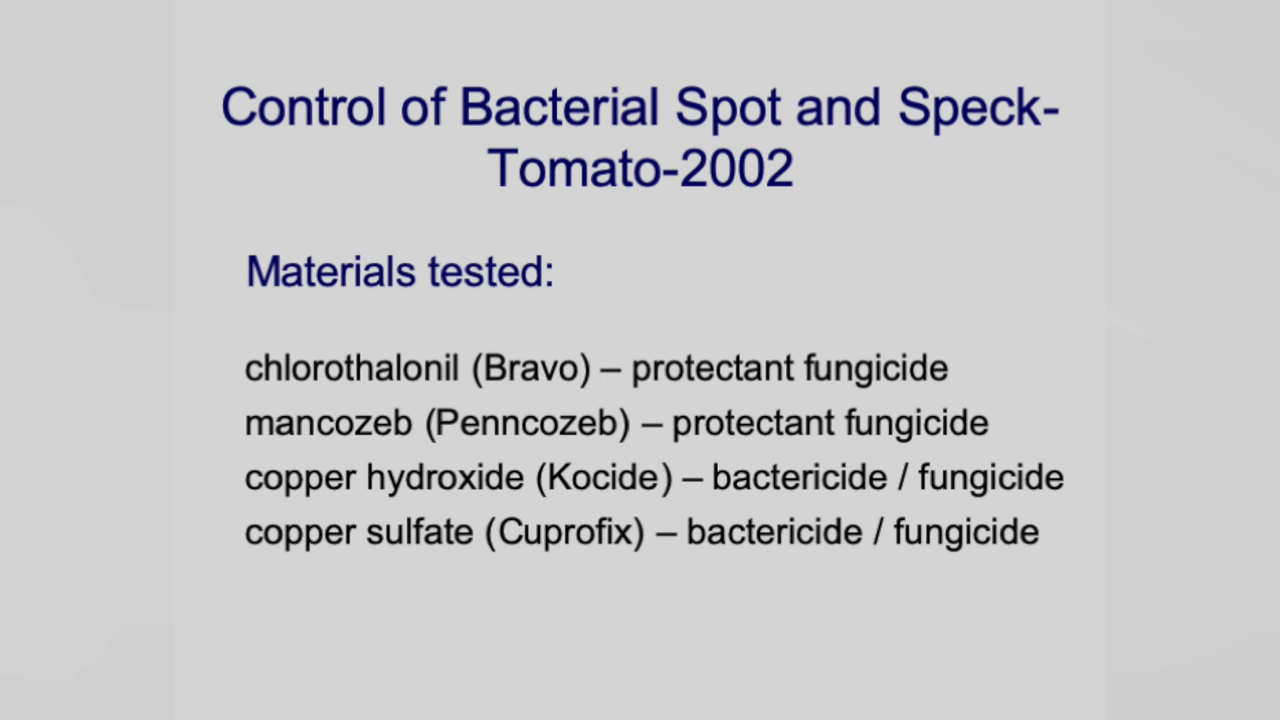 Control of Bacterial Spot and Speck-
Tomato-2002
Materials tested:
chlorothalonil (Bravo) – protectant fungicide
mancozeb (Penncozeb) – protectant fungicide
copper hydroxide (Kocide) – bactericide / fungicide
copper sulfate (Cuprofix) – bactericide / fungicide